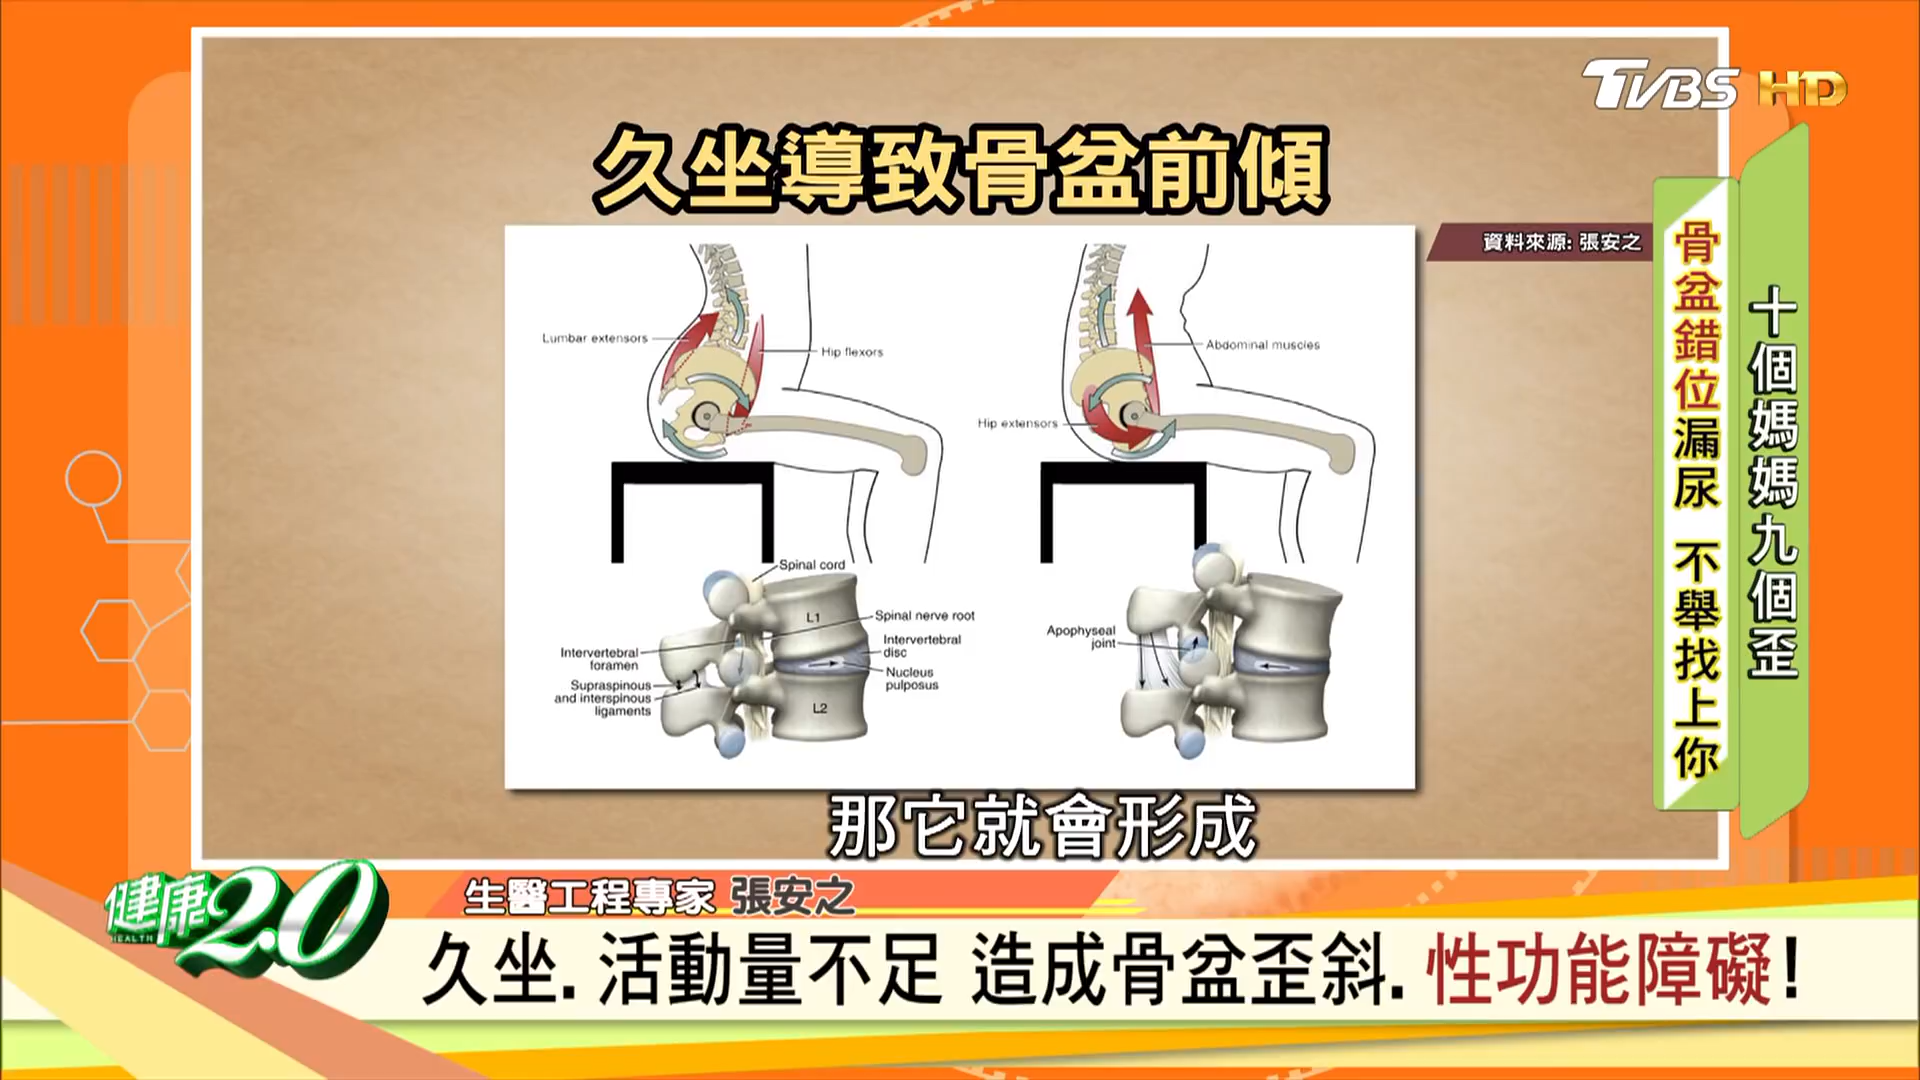 TVBS HD
久坐導致骨盆前傾
資料來源: 張安之
十個媽媽九個歪
骨盆錯位漏尿 不舉找上你
Lumbar extensors
Hip flexors
Abdominal muscles
Hip extensors
Spinal cord
L1
Spinal nerve root
Intervertebral
disc
Nucleus
pulposus
Intervertebral
foramen
Supraspinous
and interspinous
ligaments
L2
Apophyseal
joint
那它就會形成
健康2.0
HEALTH
生醫工程專家 張安之
久坐. 活動量不足 造成骨盆歪斜. 性功能障礙!